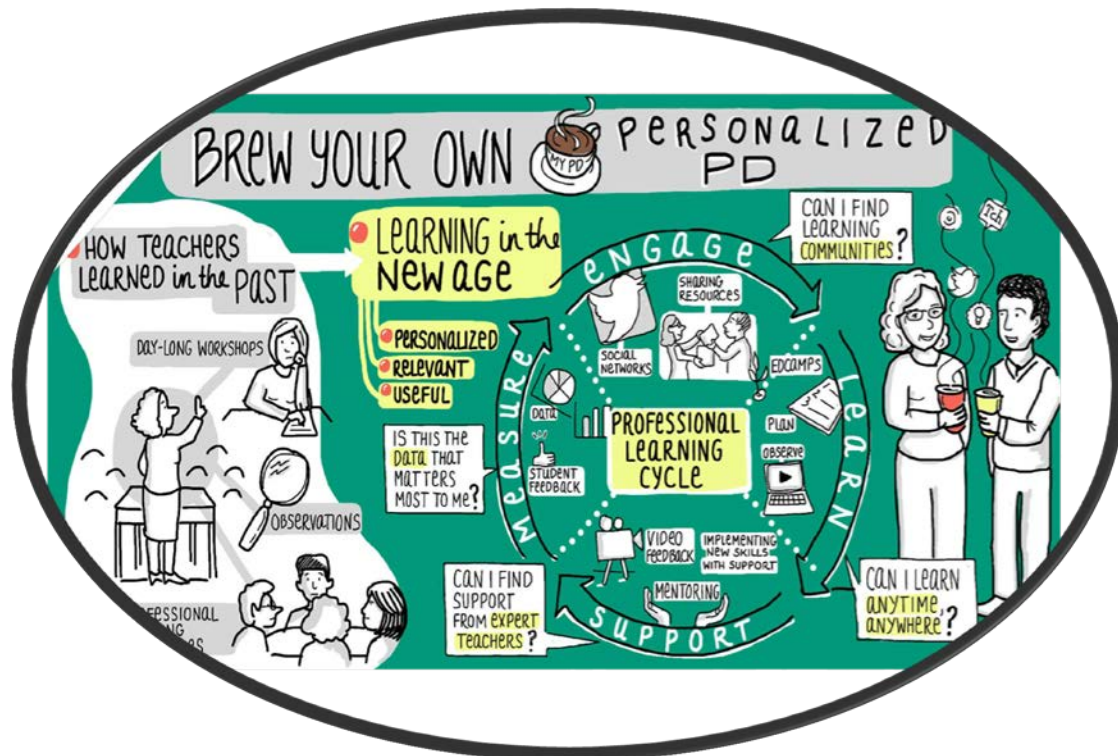 BREW YOUR OWN
MY PD
PERSONALIZED
PD
HOW TEACHERS
LEARNED in the PAST
DAY-LONG WORKSHOPS
OBSERVATIONS
LEARNING in the
NEW AGE
PERSONALIZED
RELEVANT
USEFUL
ENGAGE
CAN I FIND
LEARNING
COMMUNITIES?
Tch
SOCIAL
NETWORKS
SHARING
RESOURCES
LEARN
EDCAMPS
PLAN
OBSERVE
CAN I LEARN
ANYTIME,
ANYWHERE?
PROFESSIONAL
LEARNING
CYCLE
SUPPORT
VIDEO
FEEDBACK
IMPLEMENTING
NEW SKILLS
WITH SUPPORT
MENTORING
CAN I FIND
SUPPORT
FROM EXPERT
TEACHERS?
MEASURE
DATA
STUDENT
FEEDBACK
IS THIS THE
DATA THAT
MATTERS
MOST TO ME?